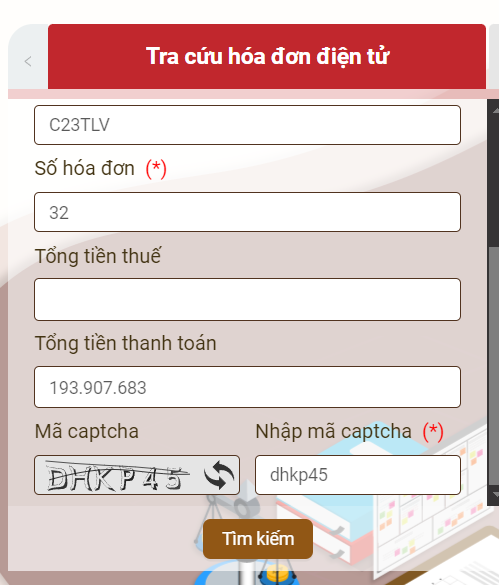 Tra cứu hóa đơn điện tử
C23TLV
Số hóa đơn (*)
32
Tổng tiền thuế
Tổng tiền thanh toán
193.907.683
Mã captcha Nhập mã captcha (*)
DHKP45 dhkp45
Tìm kiếm